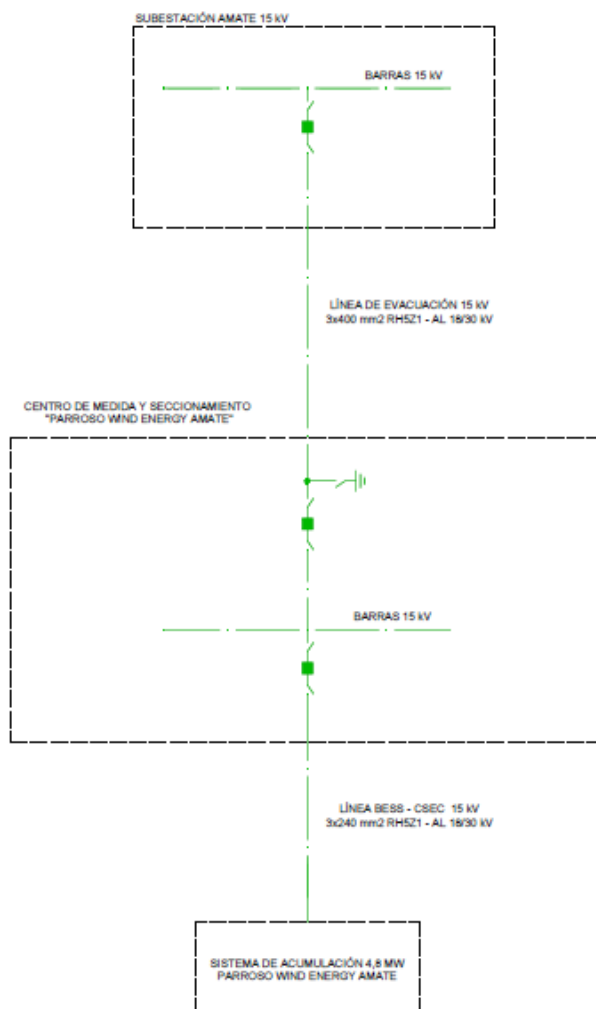 SUBESTACIÓN AMATE 15 kV
BARRAS 15 kV
LÍNEA DE EVACUACIÓN 15 kV
3x400 mm2 RH5Z1 - AL 18/30 kV
CENTRO DE MEDIDA Y SECCIONAMIENTO
"PARROSO WIND ENERGY AMATE"
BARRAS 15 kV
LÍNEA BESS - CSEC 15 kV
3x240 mm2 RH5Z1 - AL 18/30 kV
SISTEMA DE ACUMULACIÓN 4,8 MW
PARROSO WIND ENERGY AMATE